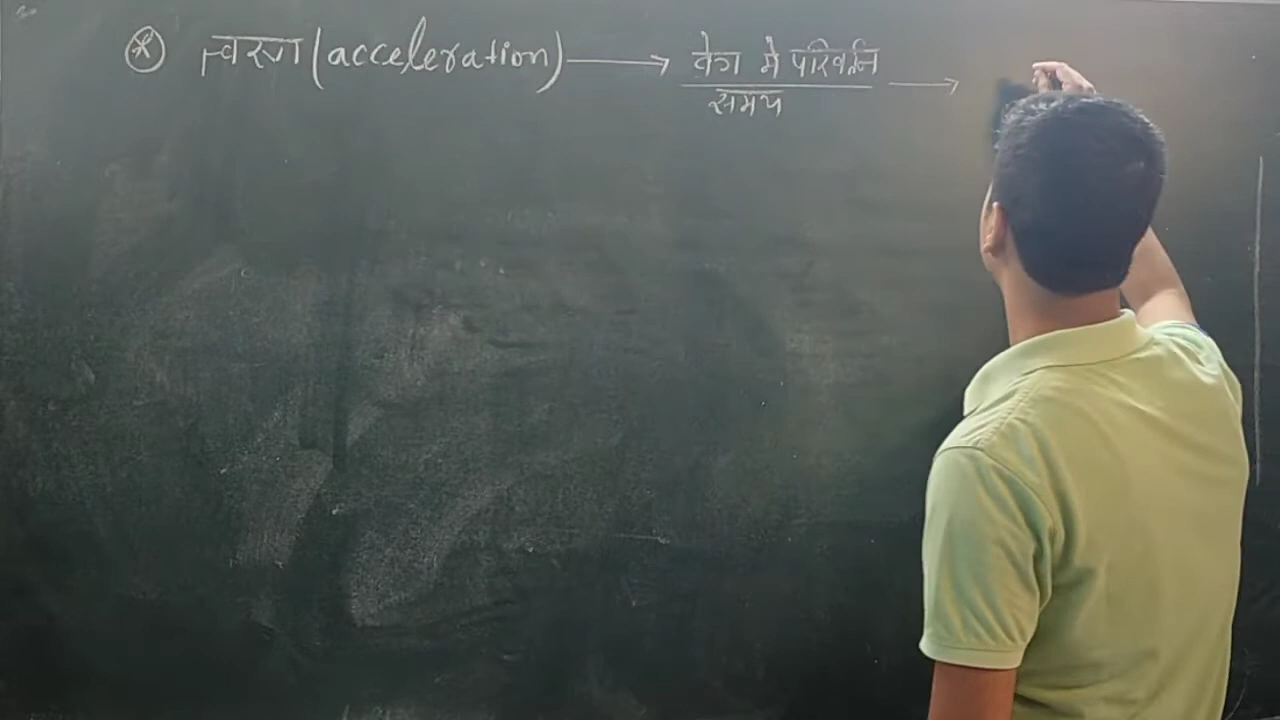 * त्वरण (acceleration) → वेग में परिवर्तन →
समय